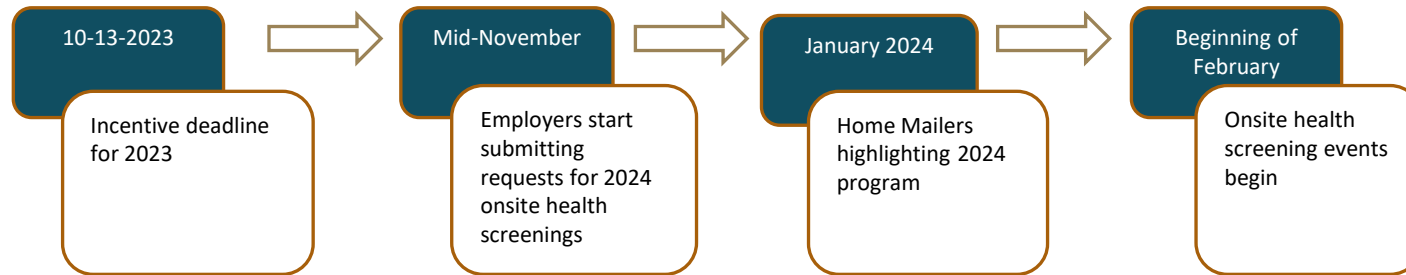 10-13-2023
Incentive deadline
for 2023
Mid-November
Employers start
submitting
requests for 2024
onsite health
screenings
January 2024
Home Mailers
highlighting 2024
program
Beginning of
February
Onsite health
screening events
begin